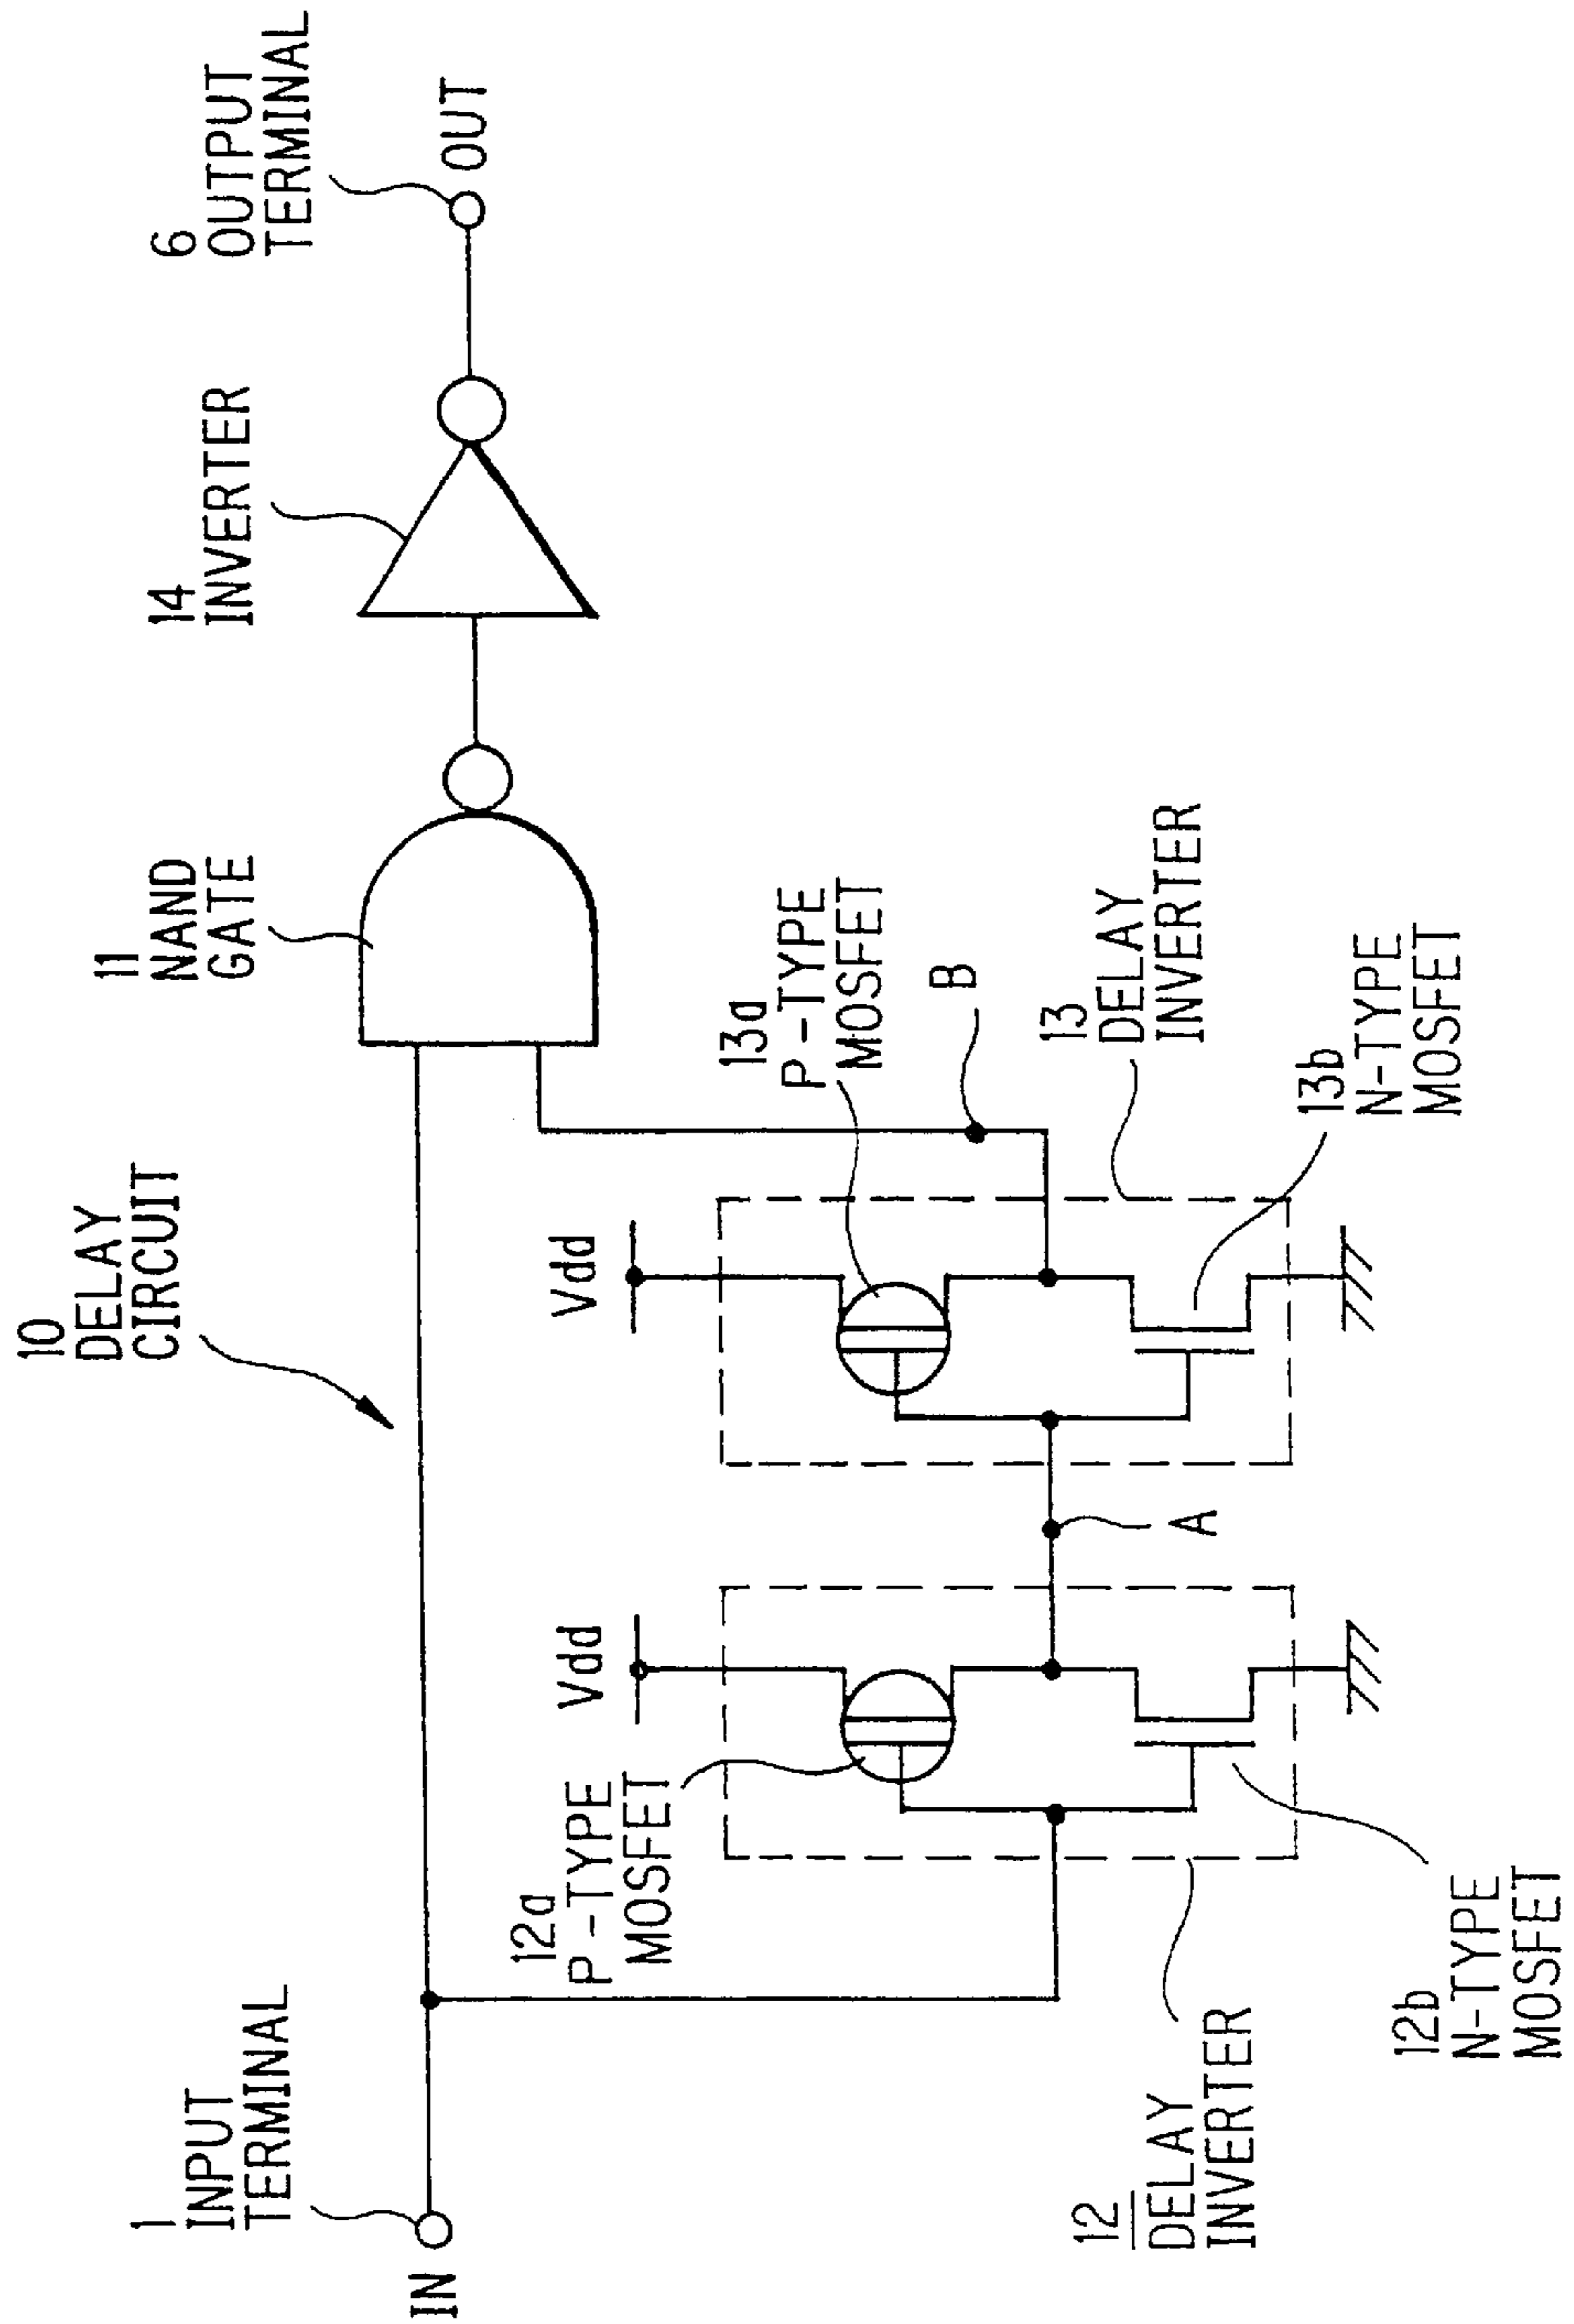 10
DELAY
CIRCUIT
1
INPUT
TERMINAL
IN
11
NAND
GATE
14
INVERTER
6
OUTPUT
TERMINAL
OUT
12a
P-TYPE
MOSFET
Vdd
Vdd
13a
P-TYPE
MOSFET
B
A
13
DELAY
INVERTER
12
DELAY
INVERTER
12b
N-TYPE
MOSFET
13b
N-TYPE
MOSFET